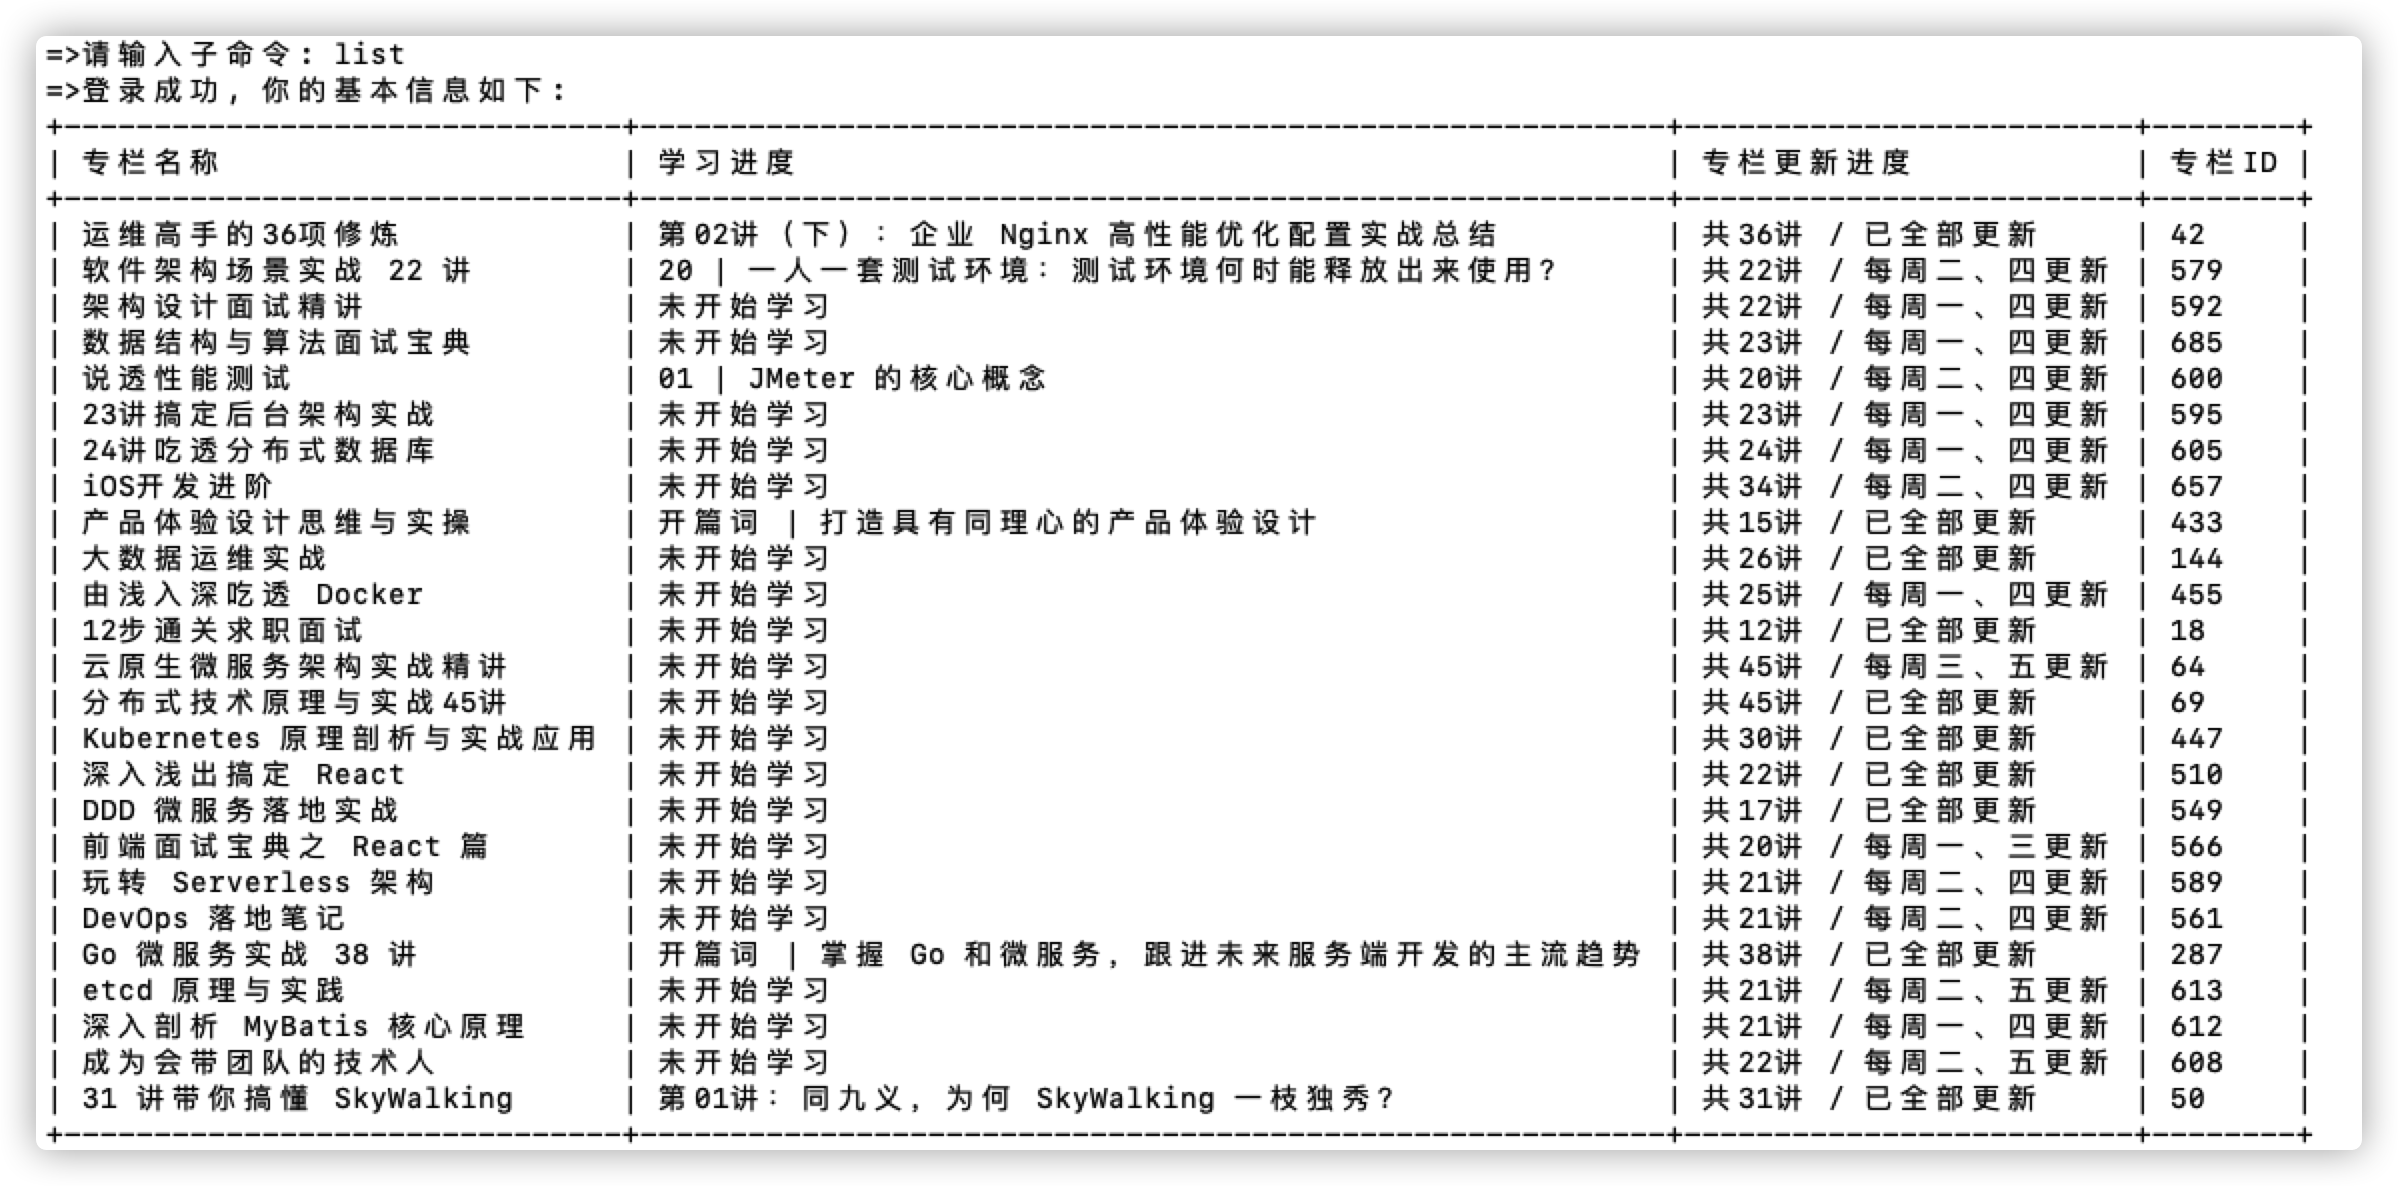 =>请输入子命令: list
=>登录成功, 你的基本信息如下:
+-------------------------------+---------------------------------------------------------+-------------------------+--------+
| 专栏名称 | 学习进度 | 专栏更新进度 | 专栏ID |
+-------------------------------+---------------------------------------------------------+-------------------------+--------+
| 运维高手的36项修炼 | 第02讲（下）：企业 Nginx 高性能优化配置实战总结 | 共36讲 / 已全部更新 | 42 |
| 软件架构场景实战 22 讲 | 20 | 一人一套测试环境：测试环境何时能释放出来使用？ | 共22讲 / 每周二、四更新 | 579 |
| 架构设计面试精讲 | 未开始学习 | 共22讲 / 每周一、四更新 | 592 |
| 数据结构与算法面试宝典 | 未开始学习 | 共23讲 / 每周一、四更新 | 685 |
| 说透性能测试 | 01 | JMeter 的核心概念 | 共20讲 / 每周二、四更新 | 600 |
| 23讲搞定后台架构实战 | 未开始学习 | 共23讲 / 每周一、四更新 | 595 |
| 24讲吃透分布式数据库 | 未开始学习 | 共24讲 / 每周一、四更新 | 605 |
| iOS开发进阶 | 未开始学习 | 共34讲 / 每周二、四更新 | 657 |
| 产品体验设计思维与实操 | 开篇词 | 打造具有同理心的产品体验设计 | 共15讲 / 已全部更新 | 433 |
| 大数据运维实战 | 未开始学习 | 共26讲 / 已全部更新 | 144 |
| 由浅入深吃透 Docker | 未开始学习 | 共25讲 / 每周一、四更新 | 455 |
| 12步通关求职面试 | 未开始学习 | 共12讲 / 已全部更新 | 18 |
| 云原生微服务架构实战精讲 | 未开始学习 | 共45讲 / 每周三、五更新 | 64 |
| 分布式技术原理与实战45讲 | 未开始学习 | 共45讲 / 已全部更新 | 69 |
| Kubernetes 原理剖析与实战应用 | 未开始学习 | 共30讲 / 已全部更新 | 447 |
| 深入浅出搞定 React | 未开始学习 | 共22讲 / 已全部更新 | 510 |
| DDD 微服务落地实战 | 未开始学习 | 共17讲 / 已全部更新 | 549 |
| 前端面试宝典之 React 篇 | 未开始学习 | 共20讲 / 每周一、三更新 | 566 |
| 玩转 Serverless 架构 | 未开始学习 | 共21讲 / 每周二、四更新 | 589 |
| DevOps 落地笔记 | 未开始学习 | 共21讲 / 每周二、四更新 | 561 |
| Go 微服务实战 38 讲 | 开篇词 | 掌握 Go 和微服务，跟进未来服务端开发的主流趋势 | 共38讲 / 已全部更新 | 287 |
| etcd 原理与实践 | 未开始学习 | 共21讲 / 每周二、五更新 | 613 |
| 深入剖析 MyBatis 核心原理 | 未开始学习 | 共21讲 / 每周一、四更新 | 612 |
| 成为会带团队的技术人 | 未开始学习 | 共22讲 / 每周二、五更新 | 608 |
| 31 讲带你搞懂 SkyWalking | 第01讲：同九义，为何 SkyWalking 一枝独秀？ | 共31讲 / 已全部更新 | 50 |
+-------------------------------+---------------------------------------------------------+-------------------------+--------+